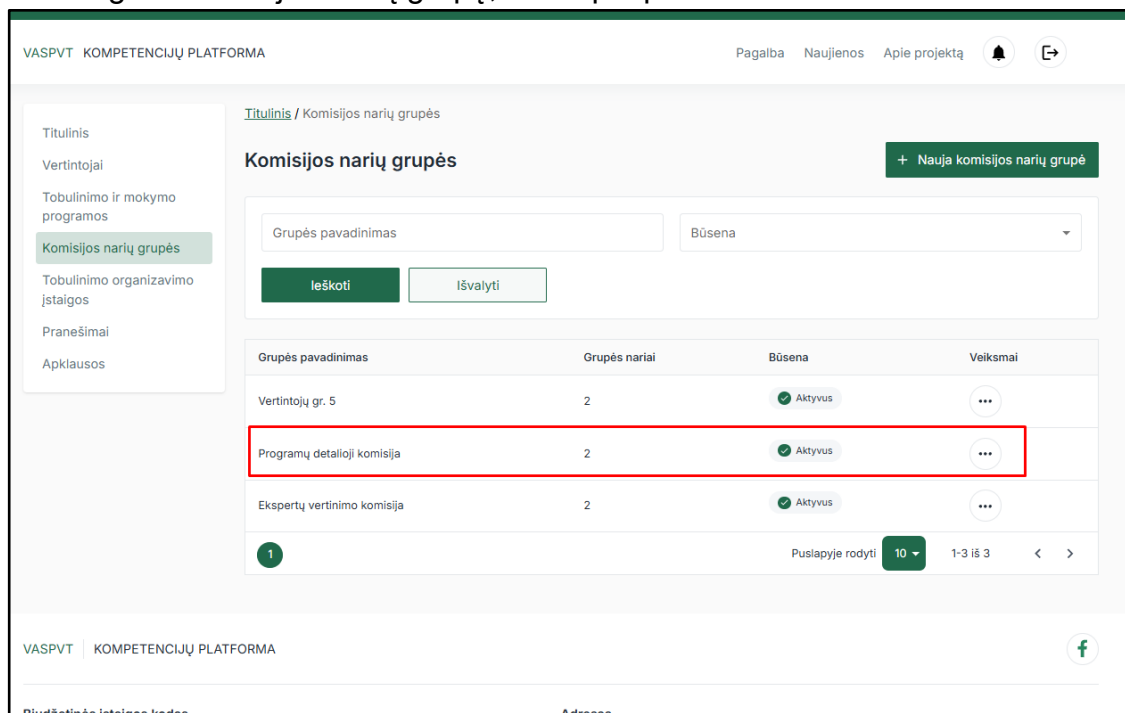 VASPVT KOMPETENCIJŲ PLATFORMA
Pagalba Naujienos Apie projektą
Titulinis
Vertintojai
Tobulinimo ir mokymo
programos
Komisijos narių grupės
Tobulinimo organizavimo
įstaigos
Pranešimai
Apklausos
Titulinis / Komisijos narių grupės
Komisijos narių grupės
+ Nauja komisijos narių grupė
Grupės pavadinimas
Būsena
Ieškoti
Išvalyti
Grupės pavadinimas Grupės nariai Būsena Veiksmai
Vertintojų gr. 5 2 Aktyvus
Programų detalioji komisija 2 Aktyvus
Ekspertų vertinimo komisija 2 Aktyvus
1 Puslapyje rodyti 10 1-3 iš 3
VASPVT KOMPETENCIJŲ PLATFORMA